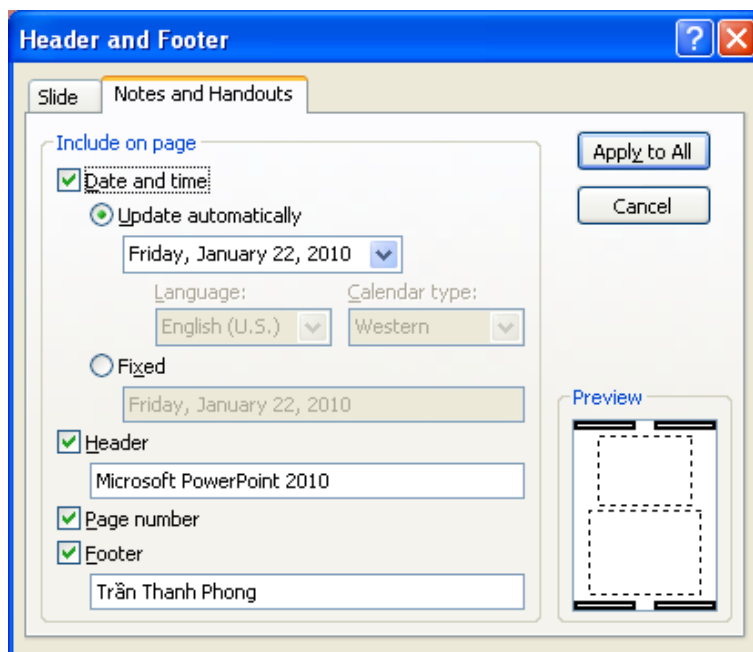 Header and Footer
Slide
Notes and Handouts
Include on page
Date and time
Update automatically
Friday, January 22, 2010
Language:
Calendar type:
English (U.S.)
Western
Fixed
Friday, January 22, 2010
Header
Microsoft PowerPoint 2010
Page number
Footer
Trần Thanh Phong
Apply to All
Cancel
Preview